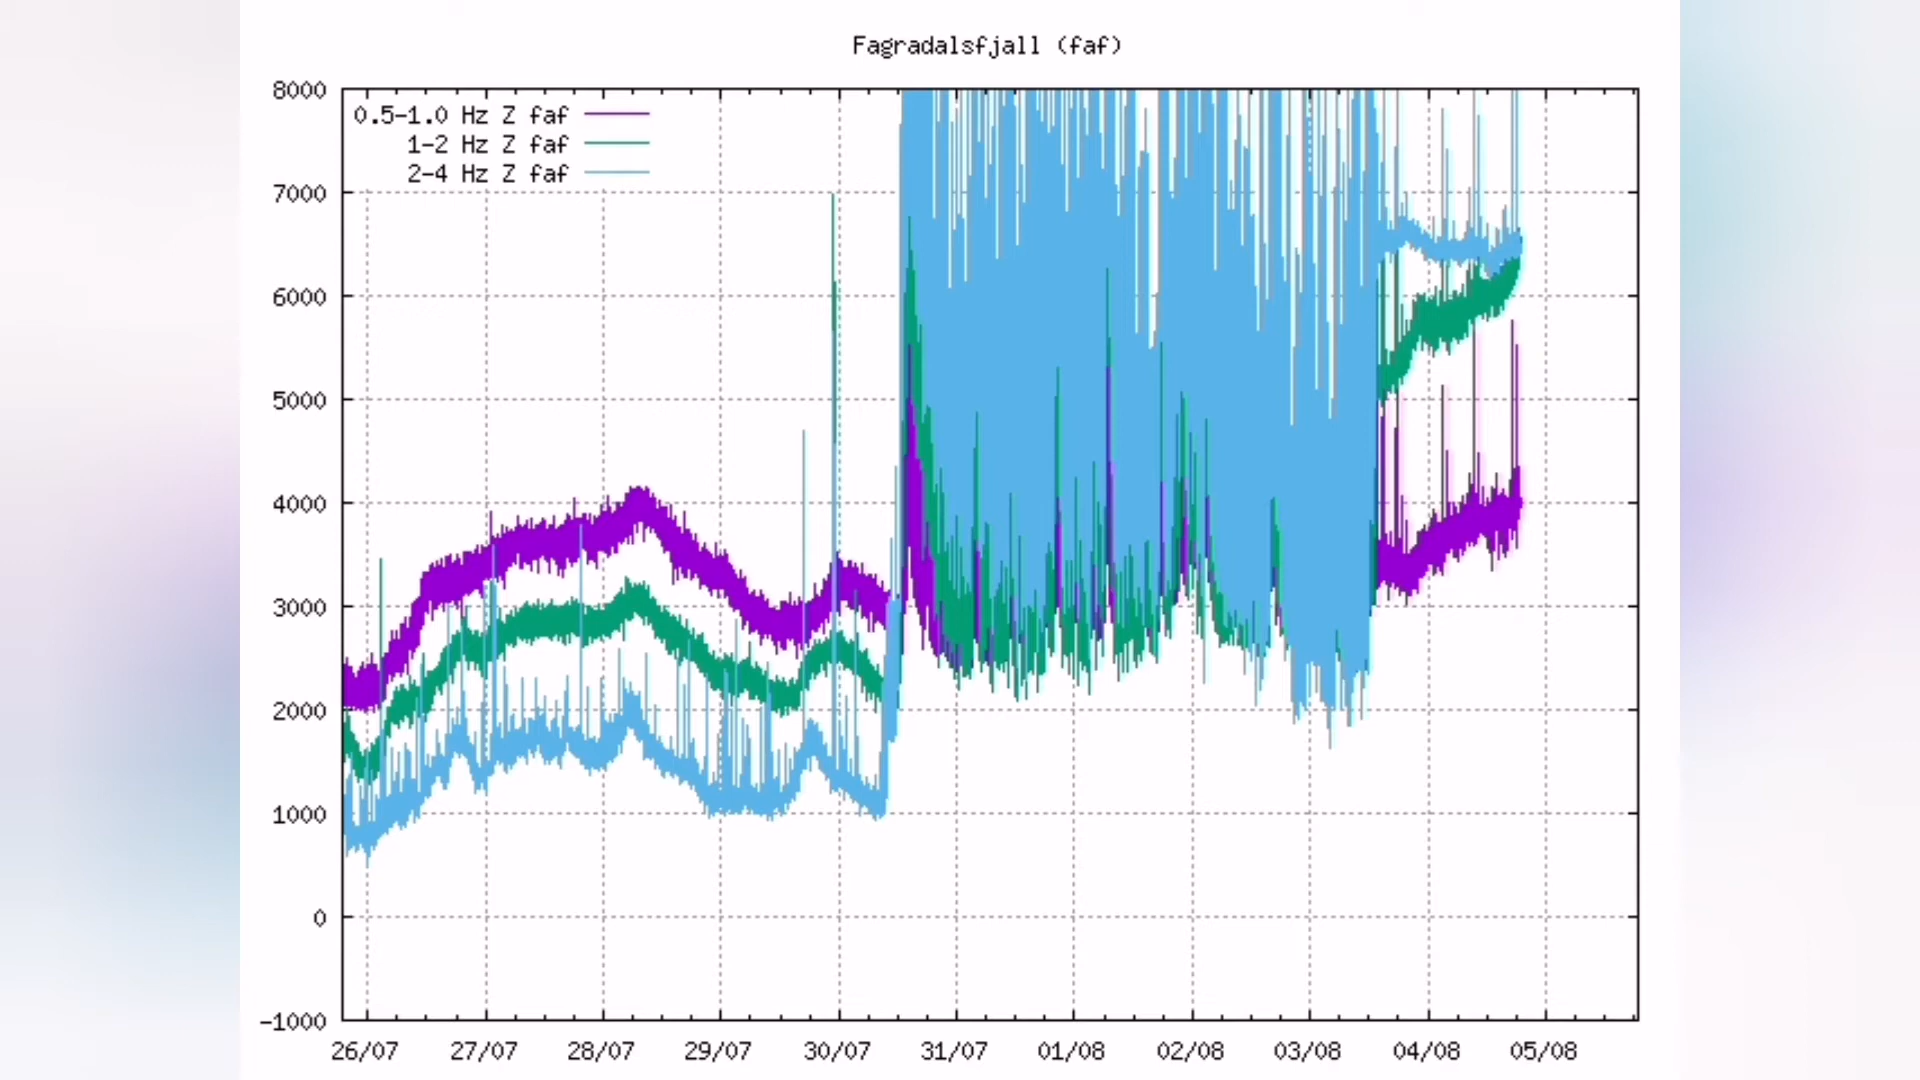 Fagradalsfjall (faf)
8000
0.5-1.0 Hz Z faf
1-2 Hz Z faf
2-4 Hz Z faf
7000
6000
5000
4000
3000
2000
1000
0
-1000
26/07 27/07 28/07 29/07 30/07 31/07 01/08 02/08 03/08 04/08 05/08